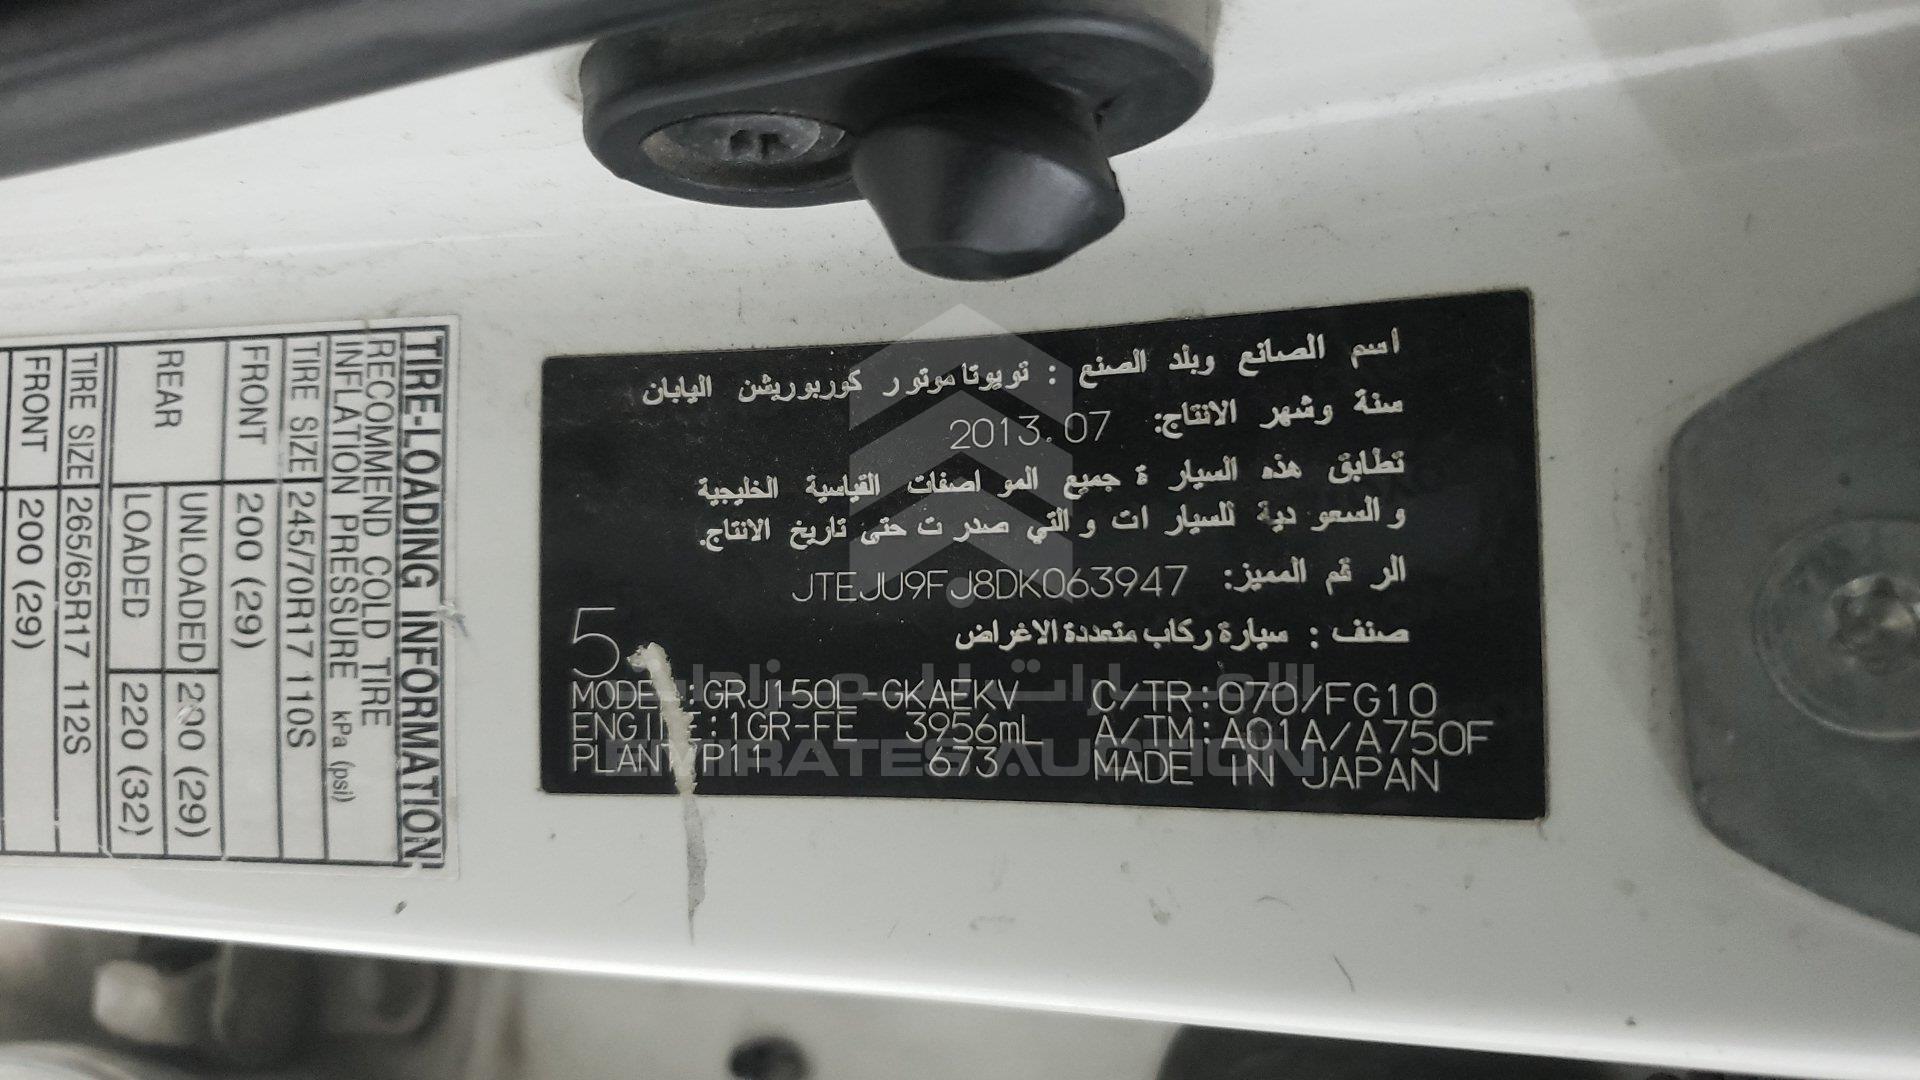 اسم الصانع وبلد الصنع : تويوتا موتور كوربوريشن اليابان
سنة وشهر الانتاج: 2013.07
تطابق هذه السيارة جميع المواصفات القياسية الخليجية
والسعودية للسيارات والتي صدرت حتى تاريخ الانتاج.
الرقم المميز: JTEJU9FJ8DK063947
صنف : سيارة ركاب متعددة الاغراض
5
MODEL:GRJ150L-GKAEKV C/TR:070/FG10
ENGINE:1GR-FE 3956mL A/TM:A01A/A750F
PLANT/P11 673 MADE IN JAPAN
الإمارات للمزادات
EMIRATES AUCTION
TIRE-LOADING INFORMATION
RECOMMEND COLD TIRE
INFLATION PRESSURE kPa (psi)
TIRE SIZE 245/70R17 110S
FRONT 200 (29)
REAR UNLOADED 200 (29)
LOADED 220 (32)
TIRE SIZE 265/65R17 112S
FRONT 200 (29)